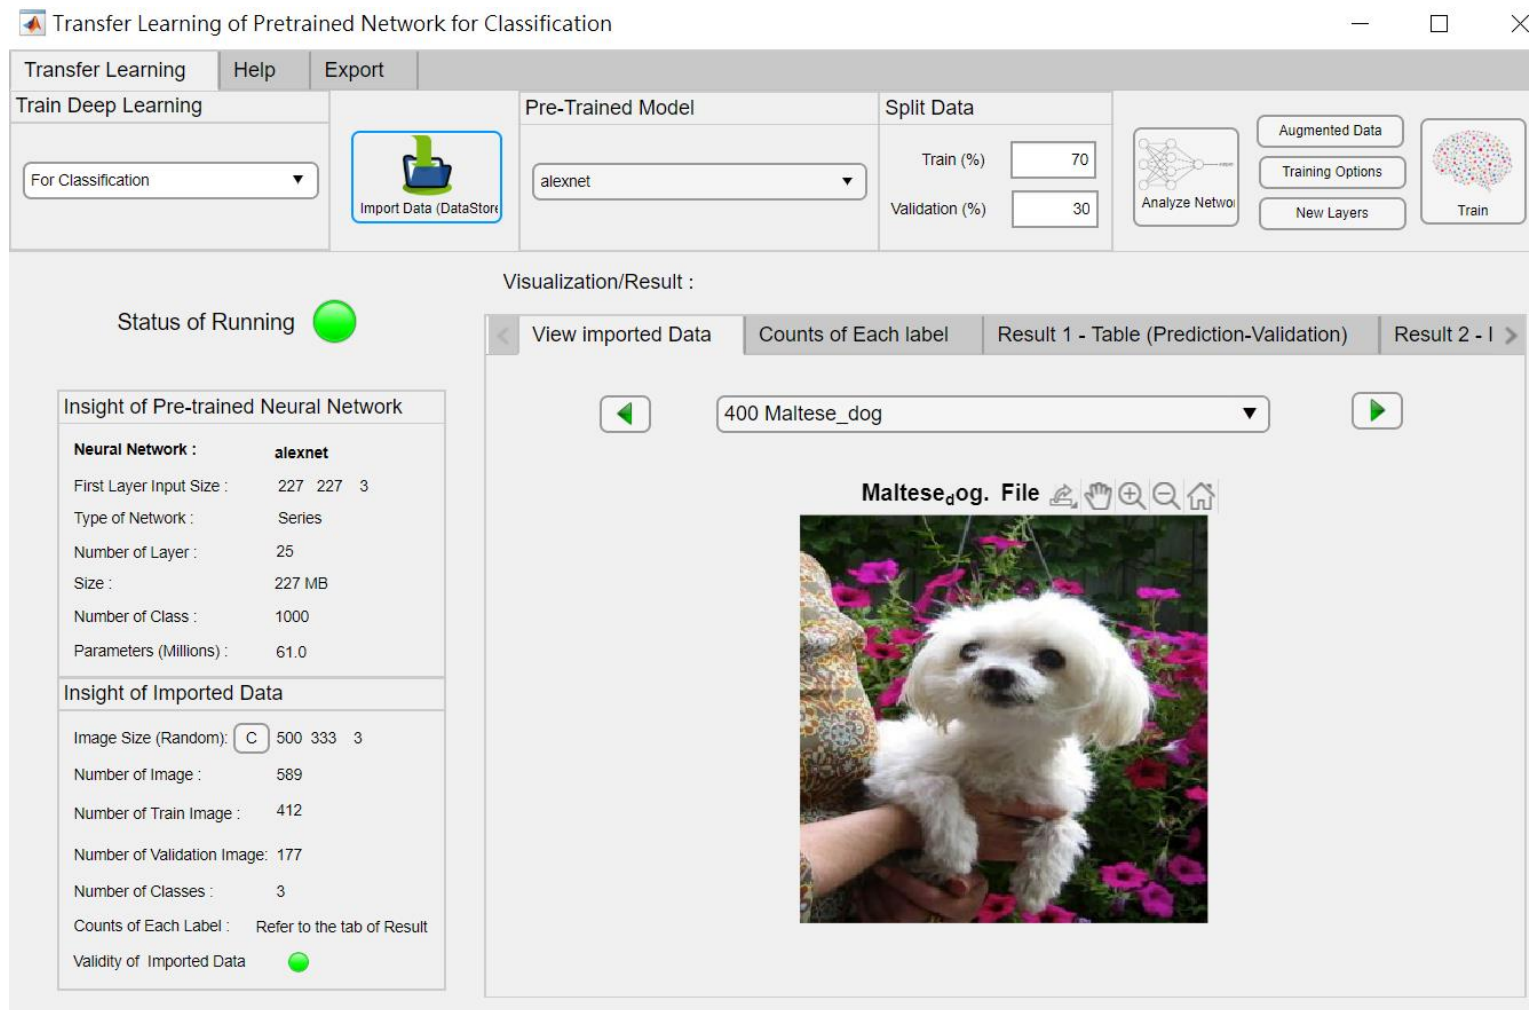 Transfer Learning of Pretrained Network for Classification
Transfer Learning Help Export
Train Deep Learning
For Classification
Import Data (DataStore
Pre-Trained Model
alexnet
Split Data
Train (%) 70
Validation (%) 30
Analyze Netwo
Augmented Data
Training Options
New Layers
Train
Status of Running
Insight of Pre-trained Neural Network
Neural Network : alexnet
First Layer Input Size : 227 227 3
Type of Network : Series
Number of Layer : 25
Size : 227 MB
Number of Class : 1000
Parameters (Millions) : 61.0
Insight of Imported Data
Image Size (Random): C 500 333 3
Number of Image : 589
Number of Train Image : 412
Number of Validation Image: 177
Number of Classes : 3
Counts of Each Label : Refer to the tab of Result
Validity of Imported Data
Visualization/Result :
View imported Data Counts of Each label Result 1 - Table (Prediction-Validation) Result 2 - I
400 Maltese_dog
Maltesedog. File